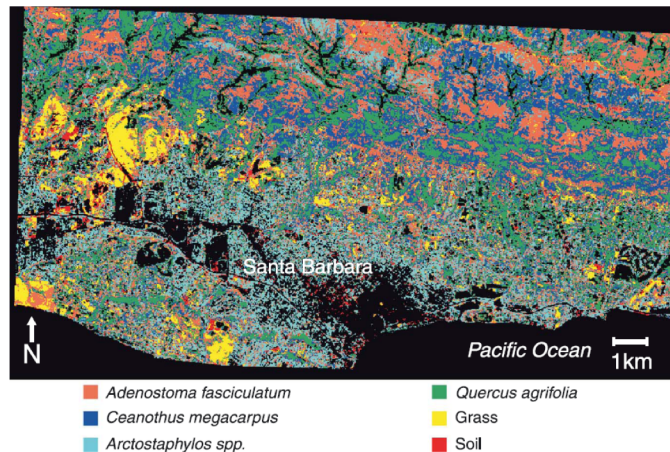 Santa Barbara
N
Pacific Ocean
1km
Adenostoma fasciculatum
Ceanothus megacarpus
Arctostaphylos spp.
Quercus agrifolia
Grass
Soil